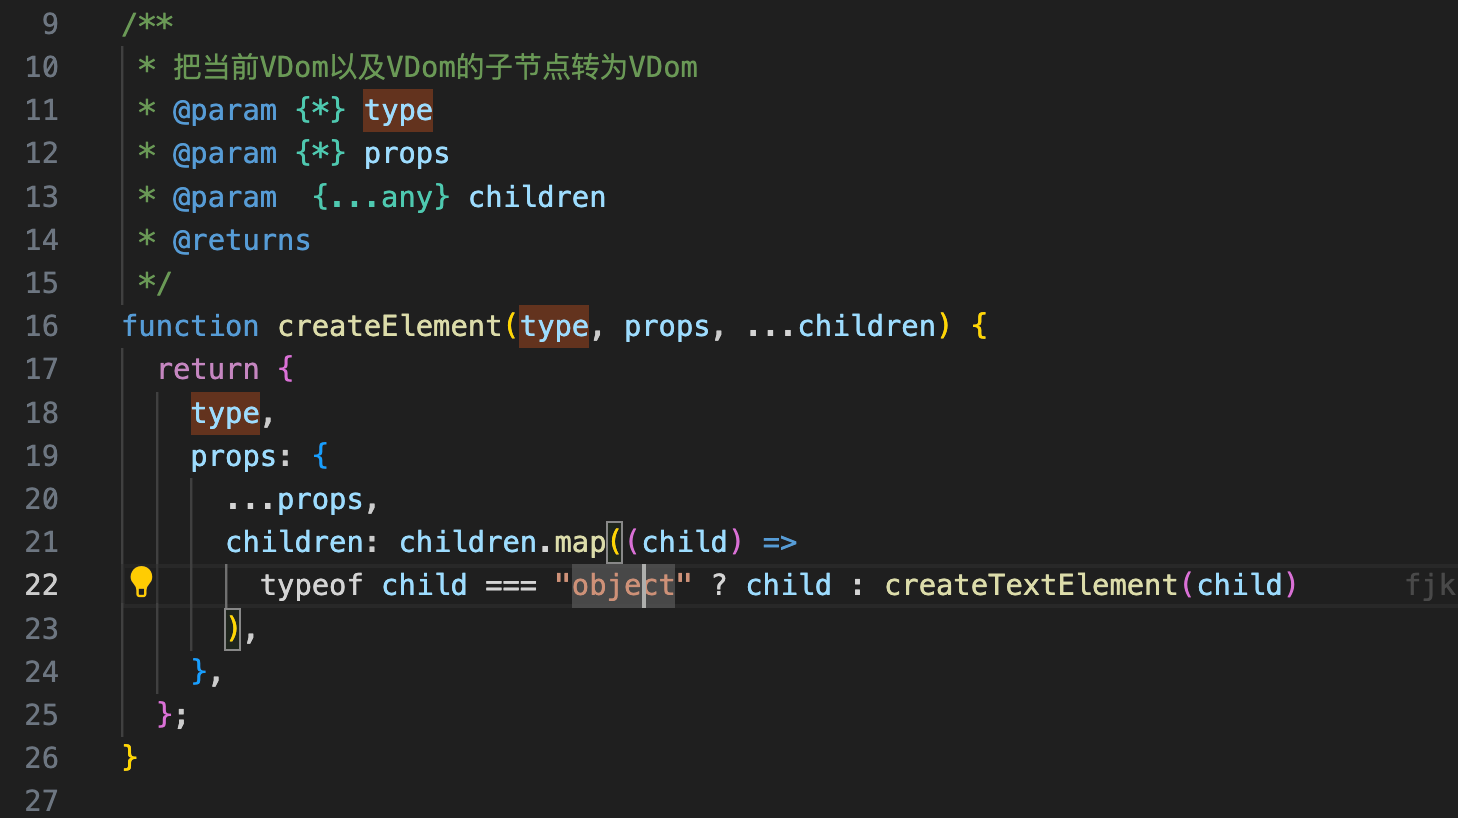 9 /**
10 * 把当前VDom以及VDom的子节点转为VDom
11 * @param {*} type
12 * @param {*} props
13 * @param  {...any} children
14 * @returns
15 */
16 function createElement(type, props, ...children) {
17 return {
18 type,
19 props: {
20 ...props,
21 children: children.map((child) =>
22 typeof child === "object" ? child : createTextElement(child) fjk
23 ),
24 },
25 };
26 }
27